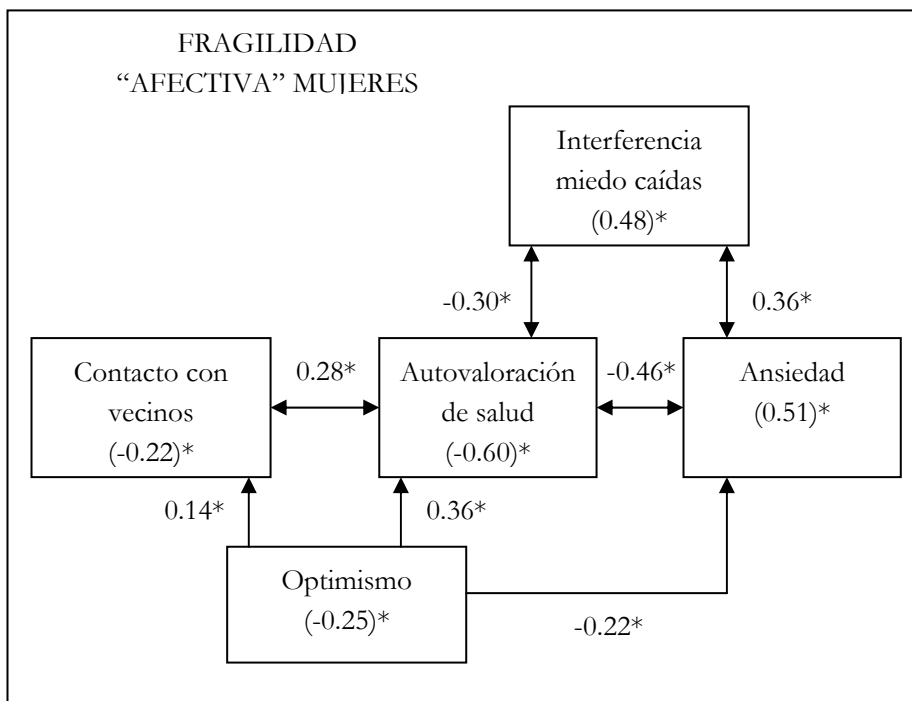 FRAGILIDAD
“AFECTIVA” MUJERES
Interferencia
miedo caídas
(0.48)*
-0.30*
0.36*
Contacto con
vecinos
(-0.22)*
0.28*
Autovaloración
de salud
(-0.60)*
-0.46*
Ansiedad
(0.51)*
0.14*
0.36*
Optimismo
(-0.25)*
-0.22*